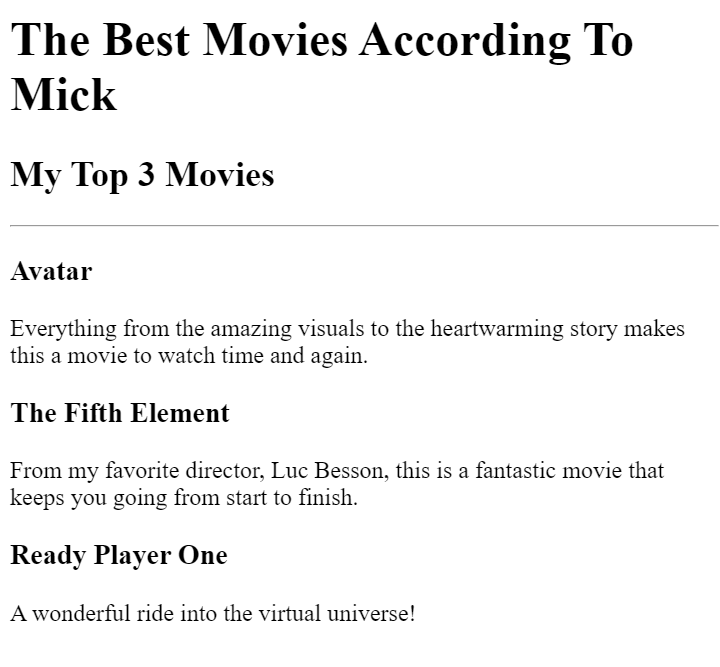 The Best Movies According To
Mick
My Top 3 Movies
Avatar
Everything from the amazing visuals to the heartwarming story makes
this a movie to watch time and again.
The Fifth Element
From my favorite director, Luc Besson, this is a fantastic movie that
keeps you going from start to finish.
Ready Player One
A wonderful ride into the virtual universe!